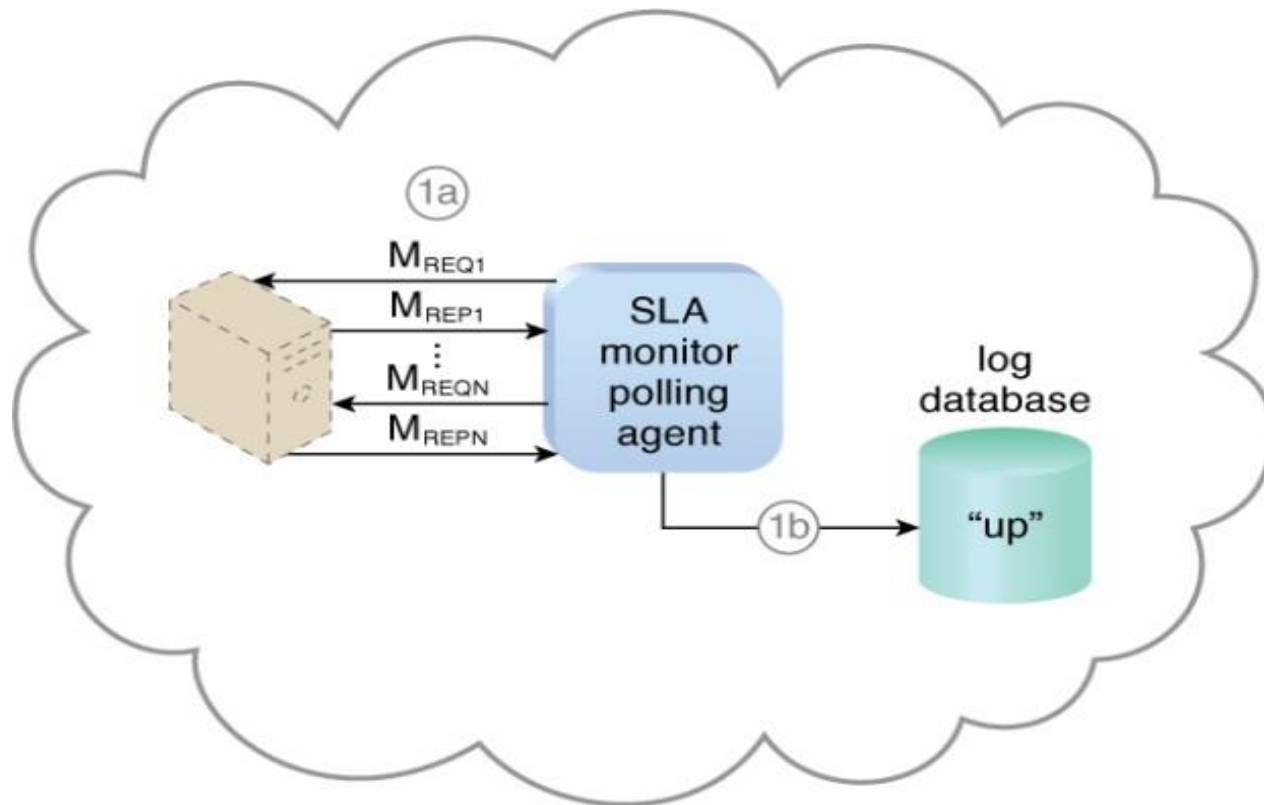 1a
MREQ1
MREP1
⋮
MREQN
MREPN
SLA
monitor
polling
agent
log
database
"up"
1b